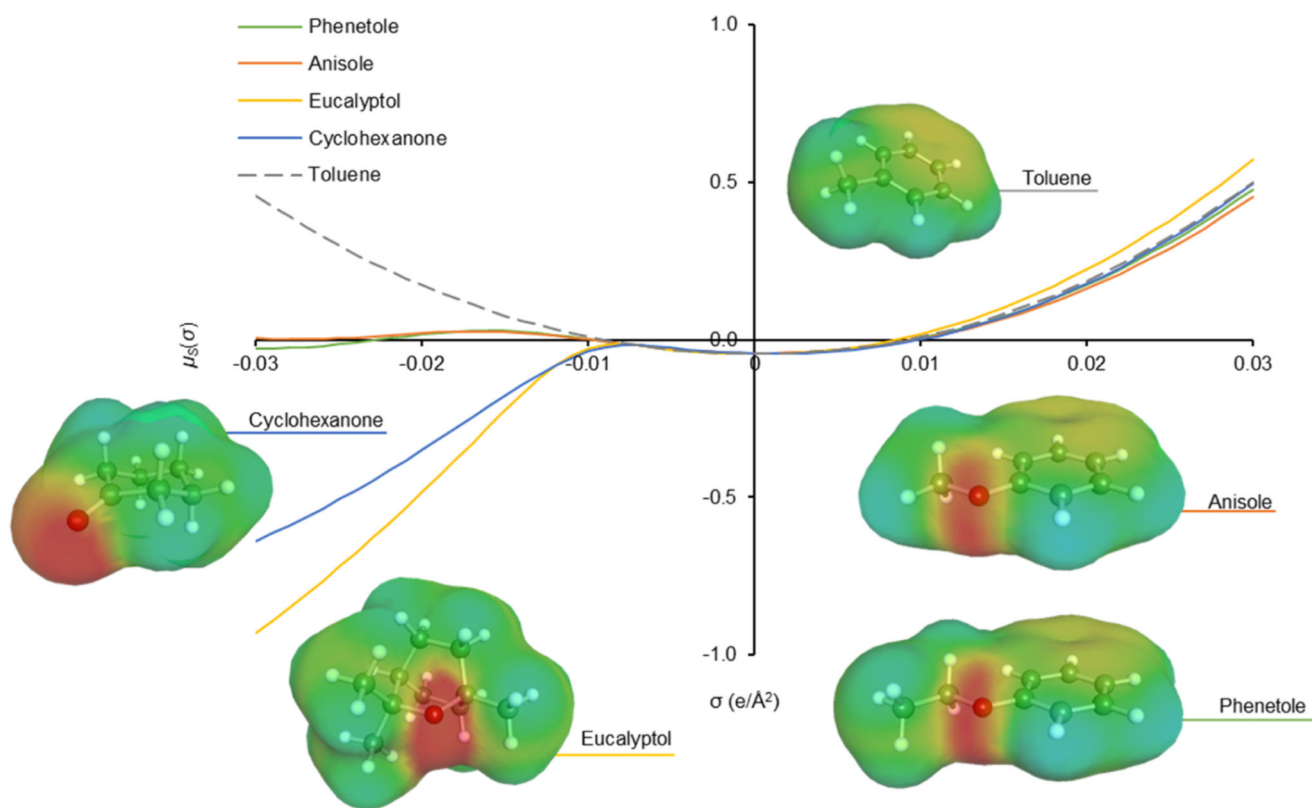 Phenetole
Anisole
Eucalyptol
Cyclohexanone
Toluene
1.0
Toluene
0.5
μS(σ)
0.0
-0.03
-0.02
-0.01
0
0.01
0.02
0.03
Cyclohexanone
-0.5
Anisole
-1.0
σ (e/Å²)
Phenetole
Eucalyptol